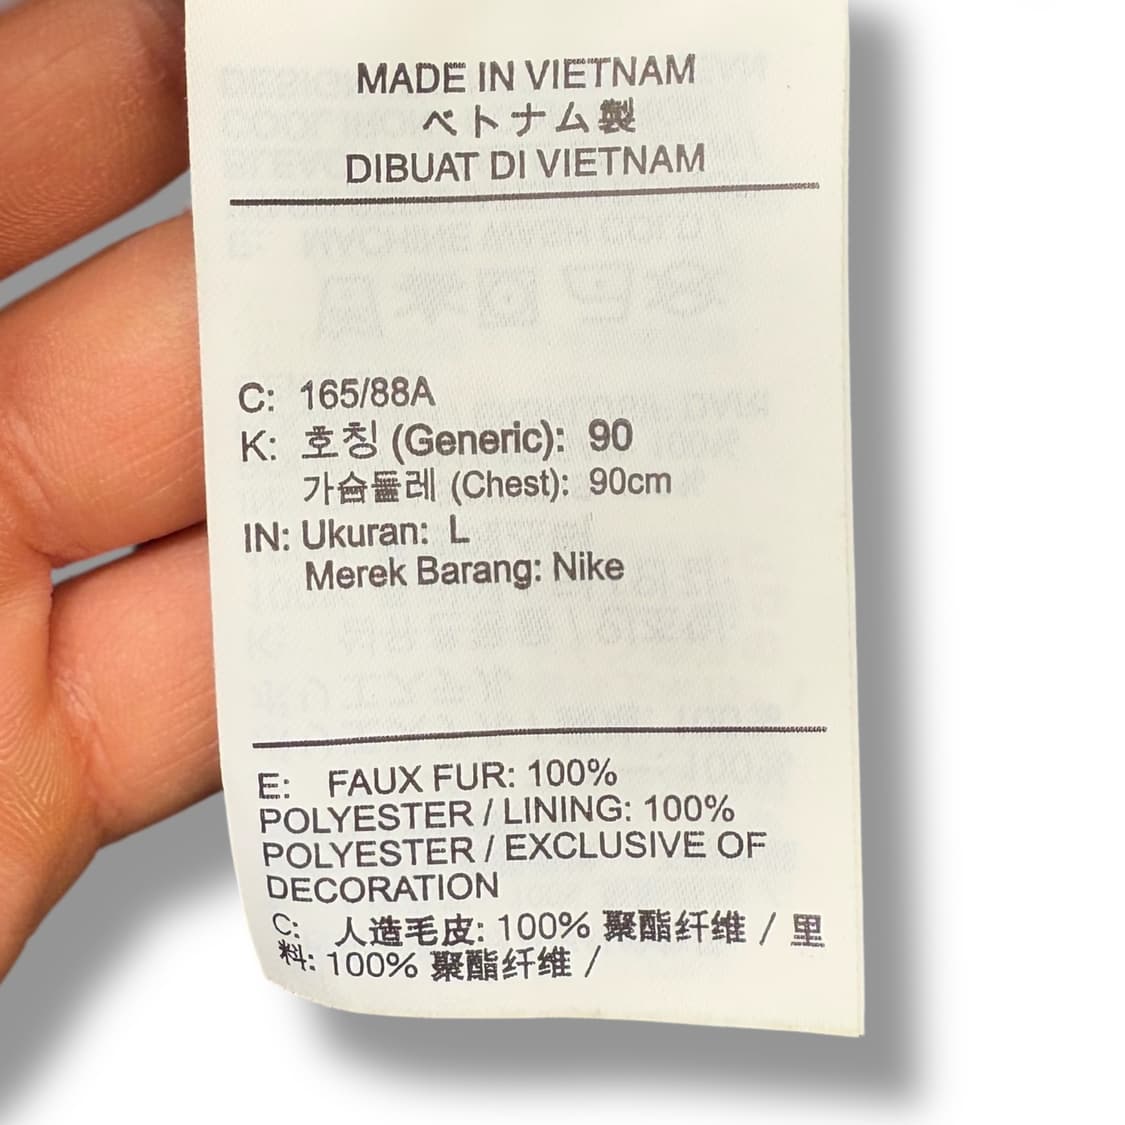 MADE IN VIETNAM
ベトナム製
DIBUAT DI VIETNAM
C: 165/88A
K: 호칭 (Generic): 90
가슴둘레 (Chest): 90cm
IN: Ukuran: L
Merek Barang: Nike
E: FAUX FUR: 100%
POLYESTER / LINING: 100%
POLYESTER / EXCLUSIVE OF
DECORATION
C: 人造毛皮: 100% 聚酯纤维 / 里
料: 100% 聚酯纤维 /